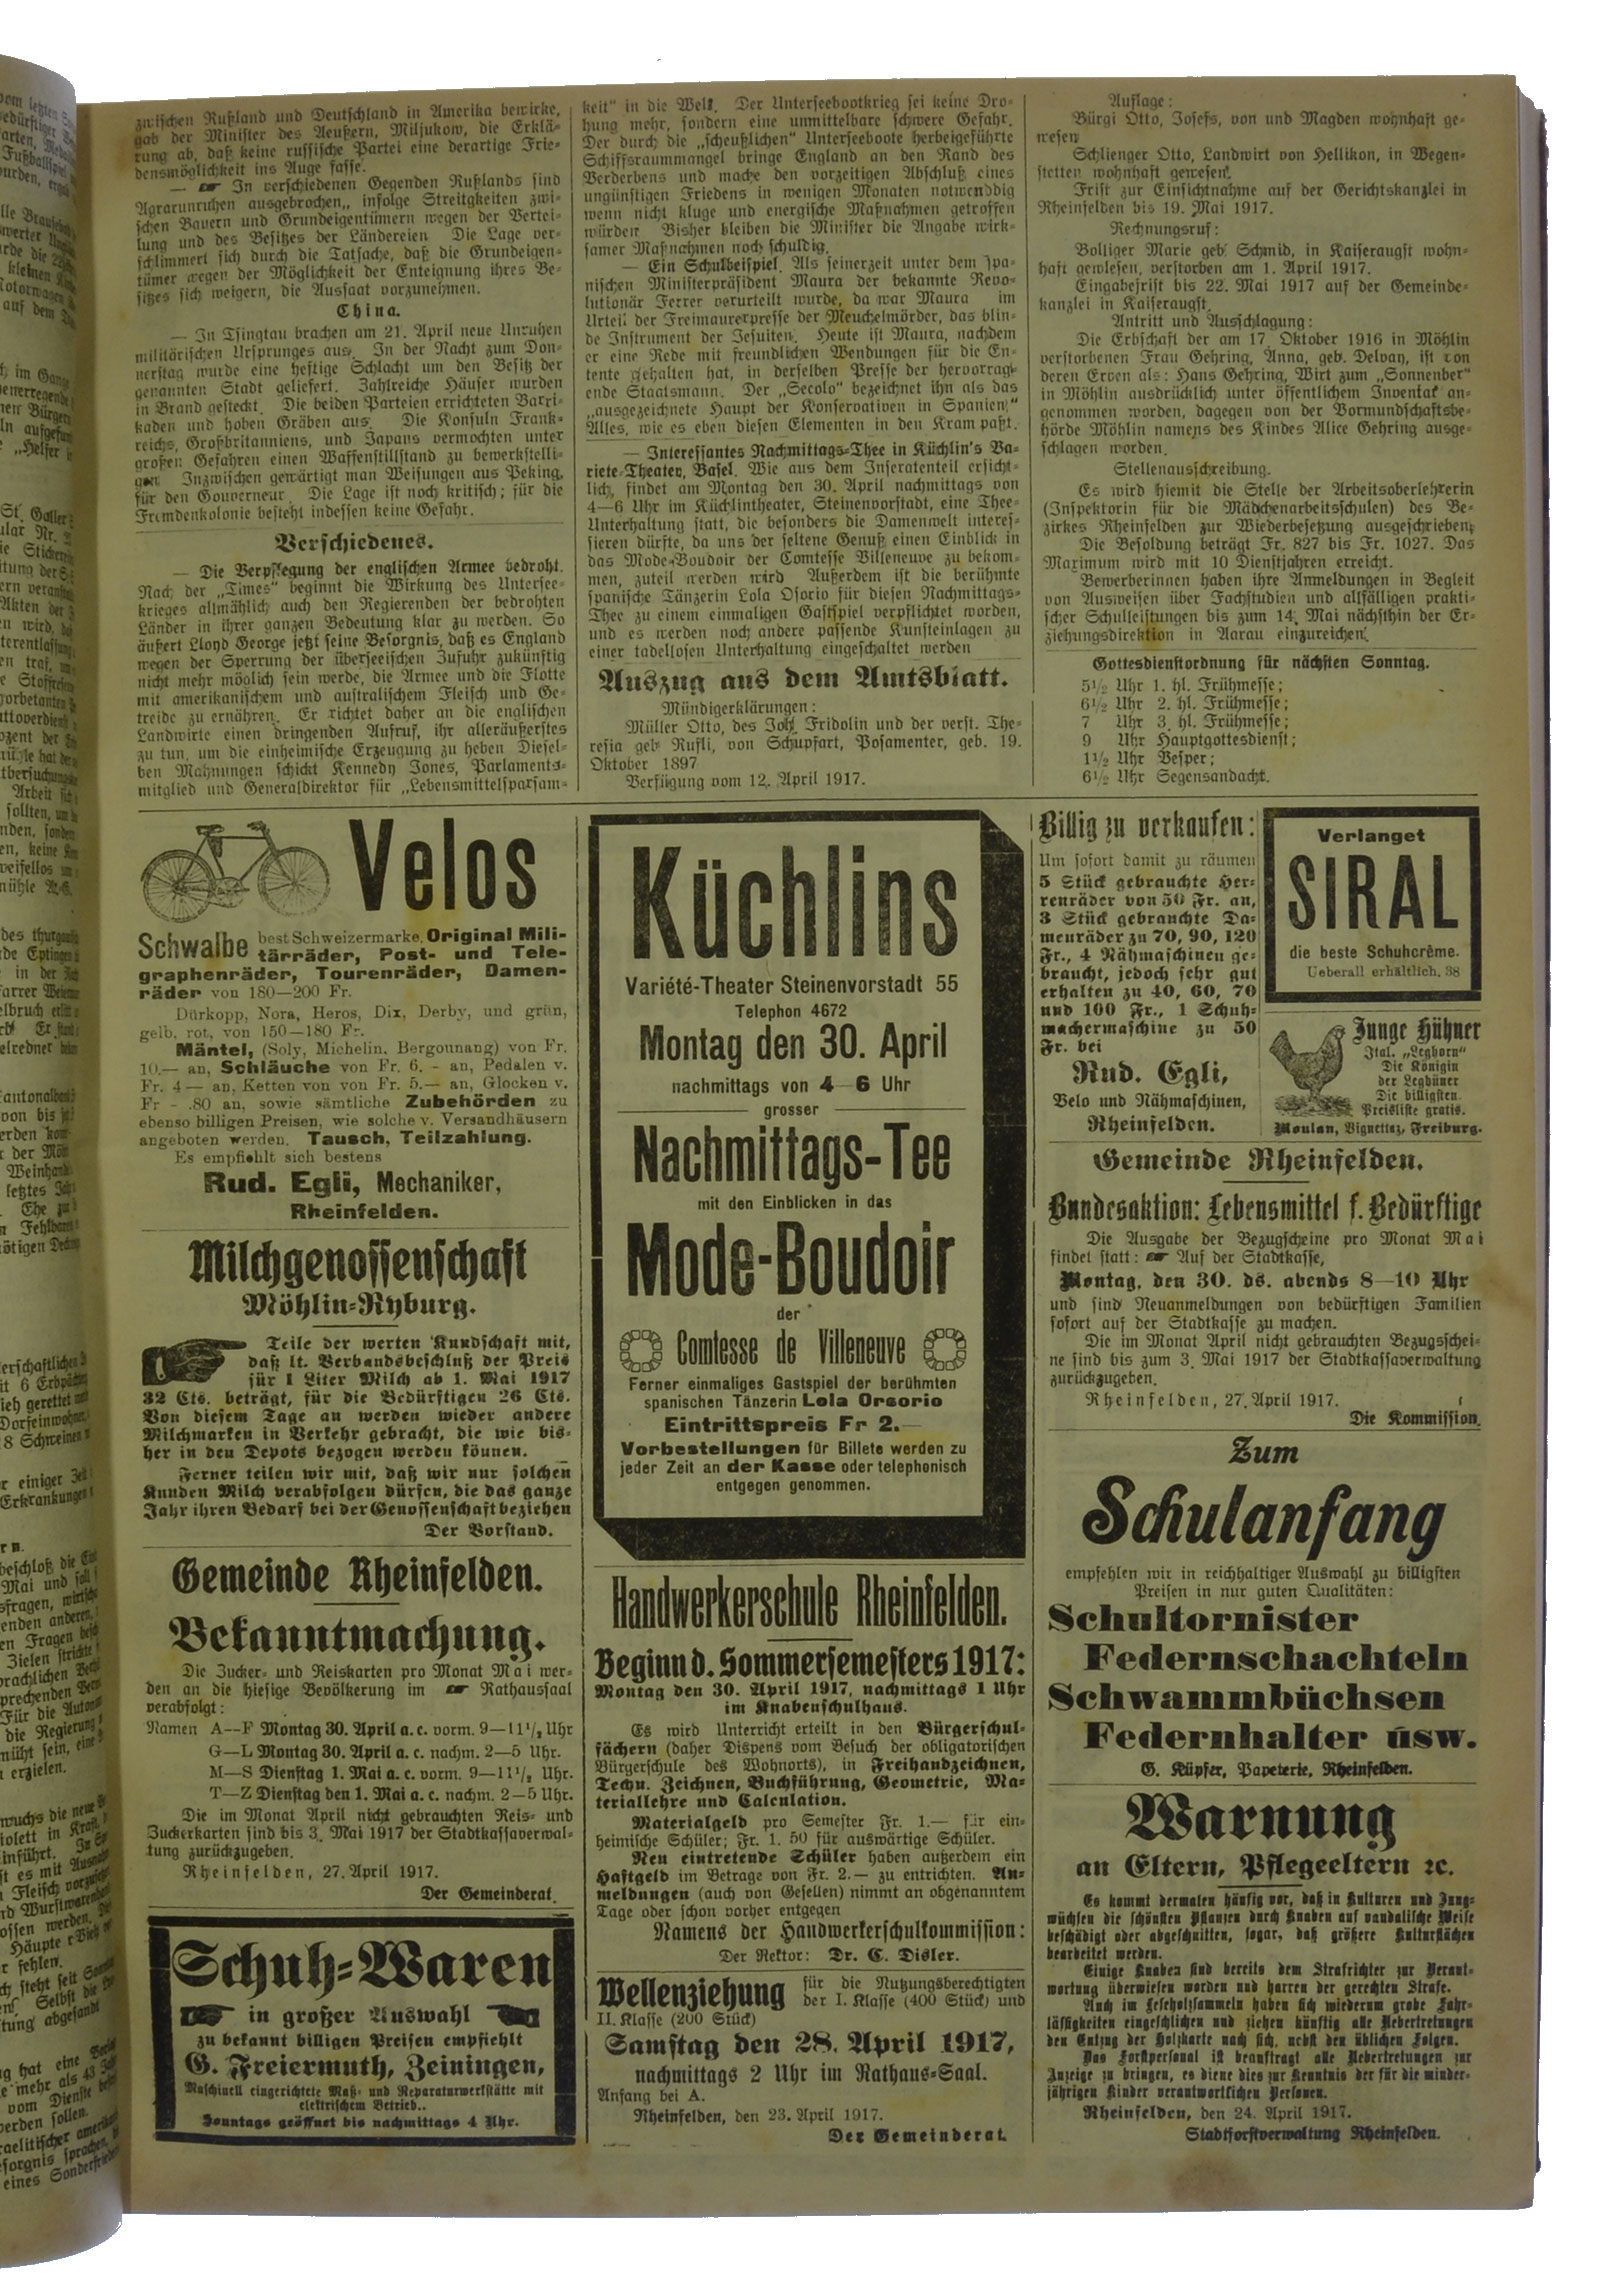 zwischen Rußland und Deutschland in Amerika bewirke,
gab der Minister des Aeußern, Miljukow, die Erklä-
rung ab, daß keine russische Partei eine derartige Frie-
densmöglichkeit ins Auge fasse.
— ☛ In verschiedenen Gegenden Rußlands sind
Agrarunruhen ausgebrochen,, infolge Streitigkeiten zwi-
schen Bauern und Grundeigentümern wegen der Vertei-
lung und des Besitzes der Ländereien Die Lage ver-
schlimmert sich durch die Tatsache, daß die Grundeigen-
tümer wegen der Möglichkeit der Enteignung ihres Be-
sitzes sich weigern, die Aussaat vorzunehmen.
China.
— In Tsingtau brachen am 21. April neue Unruhen
militärischen Ursprunges aus. In der Nacht zum Don-
nerstag wurde eine heftige Schlacht um den Besitz der
genannten Stadt geliefert. Zahlreiche Häuser wurden
in Brand gesteckt. Die beiden Parteien errichteten Barri-
kaden und hoben Gräben aus. Die Konsuln Frank-
reichs, Großbritanniens, und Japans vermochten unter
großen Gefahren einen Waffenstillstand zu bewerkstelli-
gen Inzwischen gewärtigt man Weisungen aus Peking,
für den Gouverneur. Die Lage ist noch kritisch; für die
Fremdenkolonie besteht indessen keine Gefahr.
Verschiedenes.
— Die Verpflegung der englischen Armee bedroht.
Nach der „Times" beginnt die Wirkung des Untersee-
krieges allmählich auch den Regierenden der bedrohten
Länder in ihrer ganzen Bedeutung klar zu werden. So
äußert Lloyd George jetzt seine Besorgnis, daß es England
wegen der Sperrung der überseeischen Zufuhr zukünftig
nicht mehr möglich sein werde, die Armee und die Flotte
mit amerikanischem und australischem Fleisch und Ge-
treide zu ernähren. Er richtet daher an die englischen
Landwirte einen dringenden Aufruf, ihr alleräußerstes
zu tun, um die einheimische Erzeugung zu heben Diesel-
ben Mahnungen schickt Kennedy Jones, Parlaments-
mitglied und Generaldirektor für „Lebensmittelsparsam-
keit" in die Welt. Der Unterseebootkrieg sei keine Dro-
hung mehr, sondern eine unmittelbare schwere Gefahr.
Der durch die „scheußlichen" Unterseeboote herbeigeführte
Schiffsraummangel bringe England an den Rand des
Verderbens und mache den vorzeitigen Abschluß eines
ungünstigen Friedens in wenigen Monaten notwenddig
wenn nicht kluge und energische Maßnahmen getroffen
würden Bisher bleiben die Minister die Angabe wirk-
samer Maßnahmen noch schuldig.
— Ein Schulbeispiel. Als seinerzeit unter dem spa-
nischen Ministerpräsident Maura der bekannte Revo-
lutionär Ferrer verurteilt wurde, da war Maura im
Urteil der Freimaurerpresse der Meuchelmörder, das blin-
de Instrument der Jesuiten. Heute ist Maura, nachdem
er eine Rede mit freundlichen Wendungen für die En-
tente gehalten hat, in derselben Presse der hervorrag-
ende Staatsmann. Der „Secolo" bezeichnet ihn als das
„ausgezeichnete Haupt der Konservativen in Spanien."
Alles, wie es eben diesen Elementen in den Kram paßt.
— Interessantes Nachmittags-Thee in Küchlin's Va-
riete-Theater, Basel. Wie aus dem Inseratenteil ersicht-
lich, findet am Montag den 30. April nachmittags von
4—6 Uhr im Küchlintheater, Steinenvorstadt, eine Thee-
Unterhaltung statt, die besonders die Damenwelt interes-
sieren dürfte, da uns der seltene Genuß einen Einblick in
das Mode-Boudoir der Comtesse Villeneuve zu bekom-
men, zuteil werden wird Außerdem ist die berühmte
spanische Tänzerin Lola Osorio für diesen Nachmittags-
Thee zu einem einmaligen Gastspiel verpflichtet worden,
und es werden noch andere passende Kunsteinlagen zu
einer tadellosen Unterhaltung eingeschaltet werden
Auszug aus dem Amtsblatt.
Mündigerklärungen:
Müller Otto, des Joh. Fridolin und der verst. The-
resia geb Rufli, von Schupfart, Posamenter, geb. 19.
Oktober 1897
Verfügung vom 12. April 1917.
Auflage:
Bürgi Otto, Josefs, von und Magden wohnhaft ge-
wesen
Schlienger Otto, Landwirt von Hellikon, in Wegen-
stetten wohnhaft gewesen.
Frist zur Einsichtnahme auf der Gerichtskanzlei in
Rheinfelden bis 19. Mai 1917.
Rechnungsruf:
Bolliger Marie geb. Schmid, in Kaiseraugst wohn-
haft gewesen, verstorben am 1. April 1917.
Eingabefrist bis 22. Mai 1917 auf der Gemeinde-
kanzlei in Kaiseraugst.
Antritt und Ausschlagung:
Die Erbschaft der am 17. Oktober 1916 in Möhlin
verstorbenen Frau Gehring, Anna, geb. Delvay, ist von
deren Erben als: Hans Gehring, Wirt zum „Sonnenber"
in Möhlin ausdrücklich unter öffentlichem Inventar an-
genommen worden, dagegen von der Vormundschaftsbe-
hörde Möhlin namens des Kindes Alice Gehring ausge-
schlagen worden.
Stellenausschreibung.
Es wird hiemit die Stelle der Arbeitsoberlehrerin
(Inspektorin für die Mädchenarbeitsschulen) des Be-
zirkes Rheinfelden zur Wiederbesetzung ausgeschrieben;
Die Besoldung beträgt Fr. 827 bis Fr. 1027. Das
Maximum wird mit 10 Dienstjahren erreicht.
Bewerberinnen haben ihre Anmeldungen in Begleit
von Ausweisen über Fachstudien und allfälligen prakti-
scher Schulleistungen bis zum 14. Mai nächsthin der Er-
ziehungsdirektion in Aarau einzureichen.
Gottesdienstordnung für nächsten Sonntag.
5½ Uhr 1. hl. Frühmesse;
6½ Uhr 2. hl. Frühmesse;
7 Uhr 3. hl. Frühmesse;
9 Uhr Hauptgottesdienst;
1½ Uhr Vesper;
6½ Uhr Segensandacht.
Velos
Schwalbe best Schweizermarke. Original Mili-
tärräder, Post- und Tele-
graphenräder, Tourenräder, Damen-
räder von 180—200 Fr.
Dürkopp, Nora, Heros, Dix, Derby, und grün,
gelb. rot, von 150—180 Fr.
Mäntel, (Soly, Michelin, Bergounang) von Fr.
10.— an, Schläuche von Fr. 6. - an, Pedalen v.
Fr. 4 — an, Ketten von von Fr. 5.— an, Glocken v.
Fr - .80 an, sowie sämtliche Zubehörden zu
ebenso billigen Preisen, wie solche v. Versandhäusern
angeboten werden. Tausch, Teilzahlung.
Es empfiehlt sich bestens
Rud. Egli, Mechaniker,
Rheinfelden.
Milchgenossenschaft
Möhlin-Ryburg.
Teile der werten Kundschaft mit,
daß lt. Verbandsbeschluß der Preis
für 1 Liter Milch ab 1. Mai 1917
32 Cts. beträgt, für die Bedürftigen 26 Cts.
Von diesem Tage an werden wieder andere
Milchmarken in Verkehr gebracht, die wie bis-
her in den Depots bezogen werden können.
Ferner teilen wir mit, daß wir nur solchen
Kunden Milch verabfolgen dürfen, die das ganze
Jahr ihren Bedarf bei der Genossenschaft beziehen
Der Vorstand.
Gemeinde Rheinfelden.
Bekanntmachung.
Die Zucker- und Reiskarten pro Monat Mai wer-
den an die hiesige Bevölkerung im ☛ Rathaussaal
verabfolgt:
Namen A--F Montag 30. April a. c. vorm. 9—11½ Uhr
G—L Montag 30. April a. c. nachm. 2—5 Uhr.
M—S Dienstag 1. Mai a. c. vorm. 9—11½ Uhr.
T—Z Dienstag den 1. Mai a. c. nachm. 2—5 Uhr.
Die im Monat April nicht gebrauchten Reis- und
Zuckerkarten sind bis 3. Mai 1917 der Stadtkassaverwal-
tung zurückzugeben.
Rheinfelden, 27. April 1917.
Der Gemeinderat.
Schuh-Waren
in großer Auswahl
zu bekannt billigen Preisen empfiehlt
G. Freiermuth, Zeiningen,
Maschinell eingerichtete Maß- und Reparaturwerkstätte mit
elektrischem Betrieb..
Sonntags geöffnet bis nachmittags 4 Uhr.
Küchlins
Variété-Theater Steinenvorstadt 55
Telephon 4672
Montag den 30. April
nachmittags von 4—6 Uhr
grosser
Nachmittags-Tee
mit den Einblicken in das
Mode-Boudoir
der
Comtesse de Villeneuve
Ferner einmaliges Gastspiel der berühmten
spanischen Tänzerin Lola Orsorio
Eintrittspreis Fr 2.—
Vorbestellungen für Billete werden zu
jeder Zeit an der Kasse oder telephonisch
entgegen genommen.
Handwerkerschule Rheinfelden.
Beginn d. Sommersemesters 1917:
Montag den 30. April 1917, nachmittags 1 Uhr
im Knabenschulhaus.
Es wird Unterricht erteilt in den Bürgerschul-
fächern (daher Dispens vom Besuch der obligatorischen
Bürgerschule des Wohnorts), in Freihandzeichnen,
Techn. Zeichnen, Buchführung, Geometrie, Ma-
teriallehre und Calculation.
Materialgeld pro Semester Fr. 1.— für ein-
heimische Schüler; Fr. 1. 50 für auswärtige Schüler.
Neu eintretende Schüler haben außerdem ein
Haftgeld im Betrage von Fr. 2.— zu entrichten. An-
meldungen (auch von Gesellen) nimmt an obgenanntem
Tage oder schon vorher entgegen
Namens der Handwerkerschulkommission:
Der Rektor: Dr. C. Disler.
Wellenziehung für die Nutzungsberechtigten
der I. Klasse (400 Stück) und
II. Klasse (200 Stück)
Samstag den 28. April 1917,
nachmittags 2 Uhr im Rathaus-Saal.
Anfang bei A.
Rheinfelden, den 23. April 1917.
Der Gemeinderat.
Billig zu verkaufen:
Um sofort damit zu räumen
5 Stück gebrauchte Her-
renräder von 50 Fr. an,
3 Stück gebrauchte Da-
menräder zu 70, 90, 120
Fr., 4 Nähmaschinen ge-
braucht, jedoch sehr gut
erhalten zu 40, 60, 70
und 100 Fr., 1 Schuh-
machermaschine zu 50
Fr. bei
Rud. Egli,
Velo und Nähmaschinen,
Rheinfelden.
Verlanget
SIRAL
die beste Schuhcrême.
Ueberall erhältlich. 38
Junge Hühner
Ital. „Leghorn"
Die Königin
der Legbüner
Die billigsten.
Preisliste gratis.
Moulan, Vignettaz, Freiburg.
Gemeinde Rheinfelden.
Bundesaktion: Lebensmittel f. Bedürftige
Die Ausgabe der Bezugscheine pro Monat Mai
findet statt: ☛ Auf der Stadtkasse,
Montag, den 30. ds. abends 8—10 Uhr
und sind Neuanmeldungen von bedürftigen Familien
sofort auf der Stadtkasse zu machen.
Die im Monat April nicht gebrauchten Bezugsschei-
ne sind bis zum 3. Mai 1917 der Stadtkassaverwaltung
zurückzugeben.
Rheinfelden, 27. April 1917.
Die Kommission.
Zum
Schulanfang
empfehlen wir in reichhaltiger Auswahl zu billigsten
Preisen in nur guten Qualitäten:
Schultornister
Federnschachteln
Schwammbüchsen
Federnhalter usw.
G. Küpfer, Papeterie, Rheinfelden.
Warnung
an Eltern, Pflegeeltern ꝛc.
Es kommt dermalen häufig vor, daß in Kulturen und Jung-
wüchsen die schönsten Pflanzen durch Knaben auf vandalische Weise
beschädigt oder abgeschnitten, sogar, daß größere Kulturflächen
bearbeitet werden.
Einige Knaben sind bereits dem Strafrichter zur Verant-
wortung überwiesen worden und harren der gerechten Strafe.
Auch im Leseholzsammeln haben sich wiederum grobe Fahr-
lässigkeiten eingeschlichen und ziehen künftig alle Uebertretungen
den Entzug der Holzkarte nach sich, nebst den üblichen Folgen.
Das Forstpersonal ist beauftragt alle Uebertretungen zur
Anzeige zu bringen, es diene dies zur Kenntnis der für die minder-
jährigen Kinder verantwortlichen Personen.
Rheinfelden, den 24. April 1917.
Stadtforstverwaltung Rheinfelden.